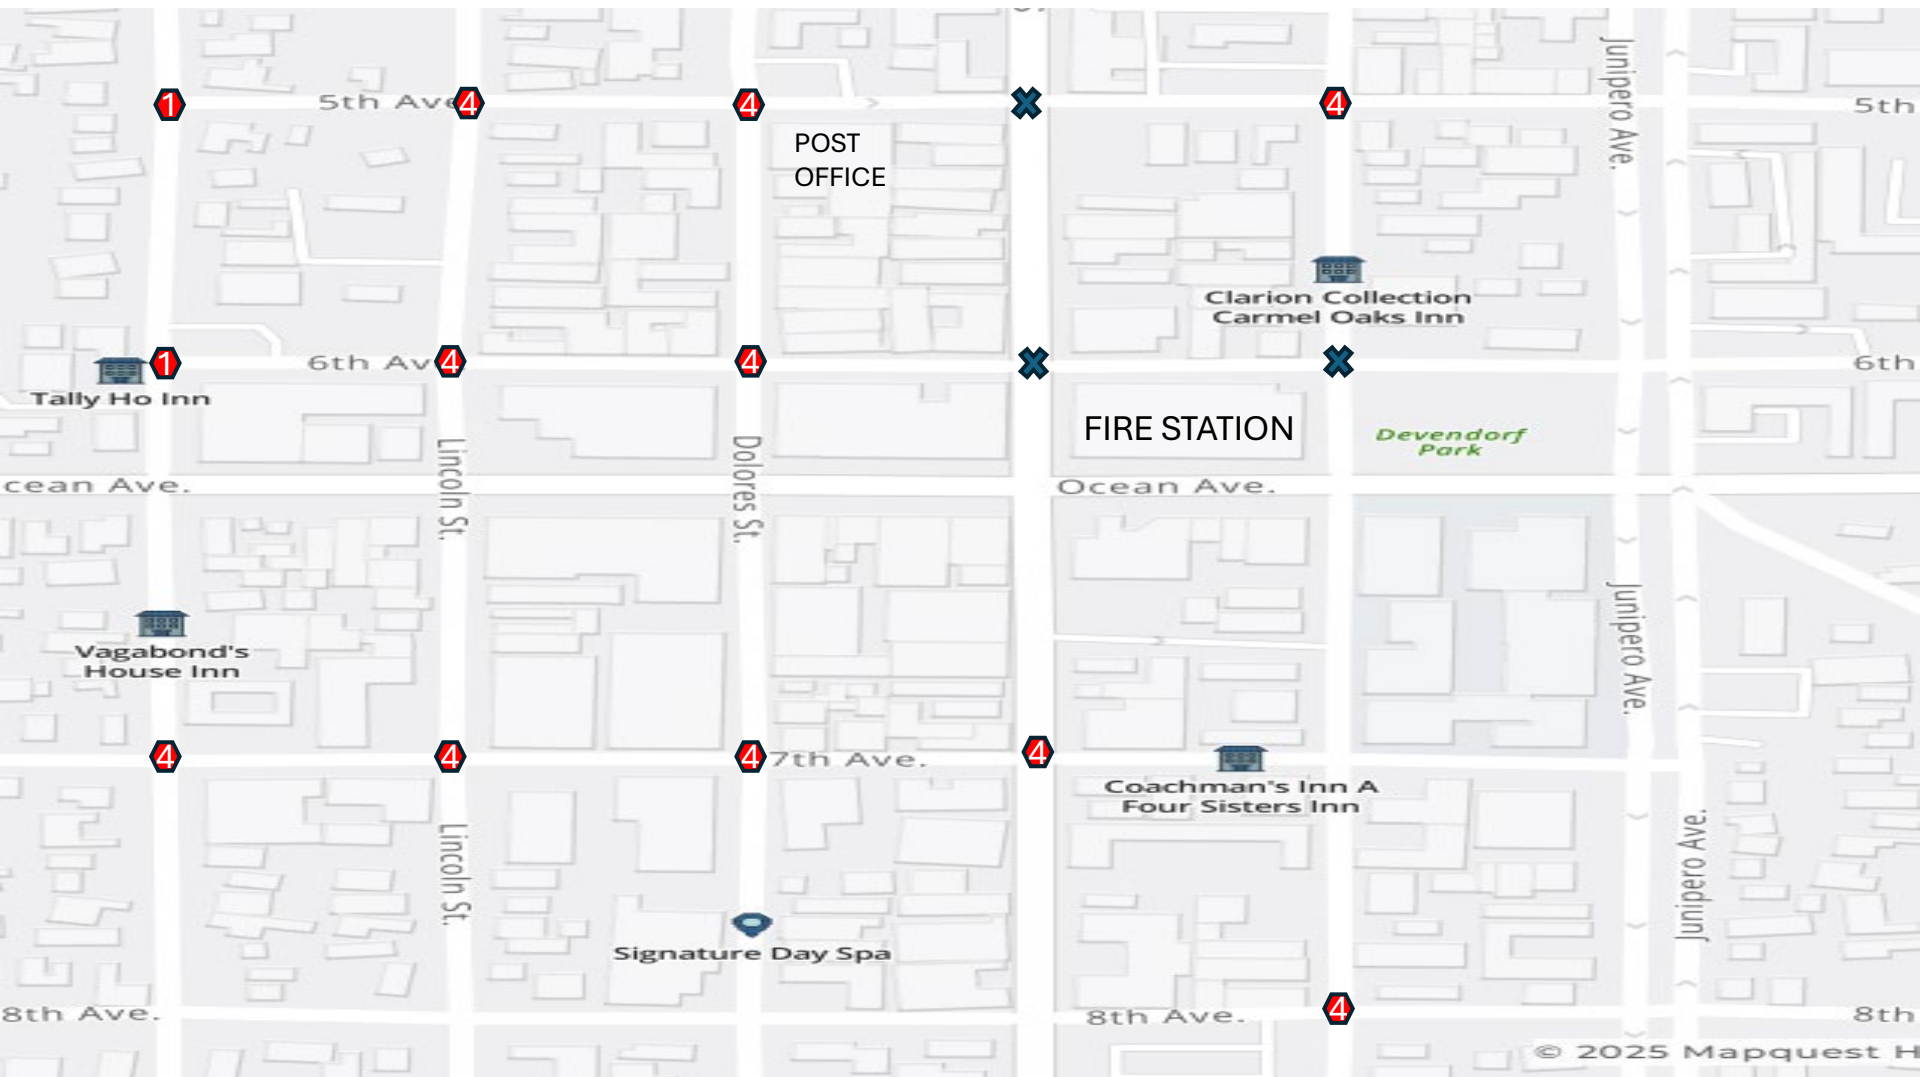 1
5th Ave
4
4
4
5th
Junipero Ave.
POST
OFFICE
Clarion Collection
Carmel Oaks Inn
1
6th Av
4
4
6th
Tally Ho Inn
FIRE STATION
Devendorf
Park
Lincoln St.
Dolores St.
cean Ave.
Ocean Ave.
Vagabond's
House Inn
Junipero Ave.
4
4
4
7th Ave.
4
Coachman's Inn A
Four Sisters Inn
Lincoln St.
Junipero Ave.
Signature Day Spa
8th Ave.
8th Ave.
4
8th
© 2025 Mapquest H